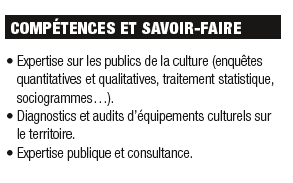 COMPÉTENCES ET SAVOIR-FAIRE
• Expertise sur les publics de la culture (enquêtes
quantitatives et qualitatives, traitement statistique,
sociogrammes…).
• Diagnostics et audits d’équipements culturels sur
le territoire.
• Expertise publique et consultance.